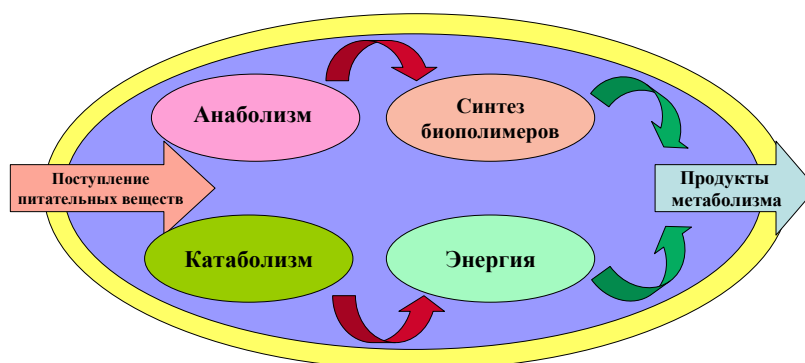 Анаболизм
Синтез
биополимеров
Поступление
питательных веществ
Продукты
метаболизма
Катаболизм
Энергия